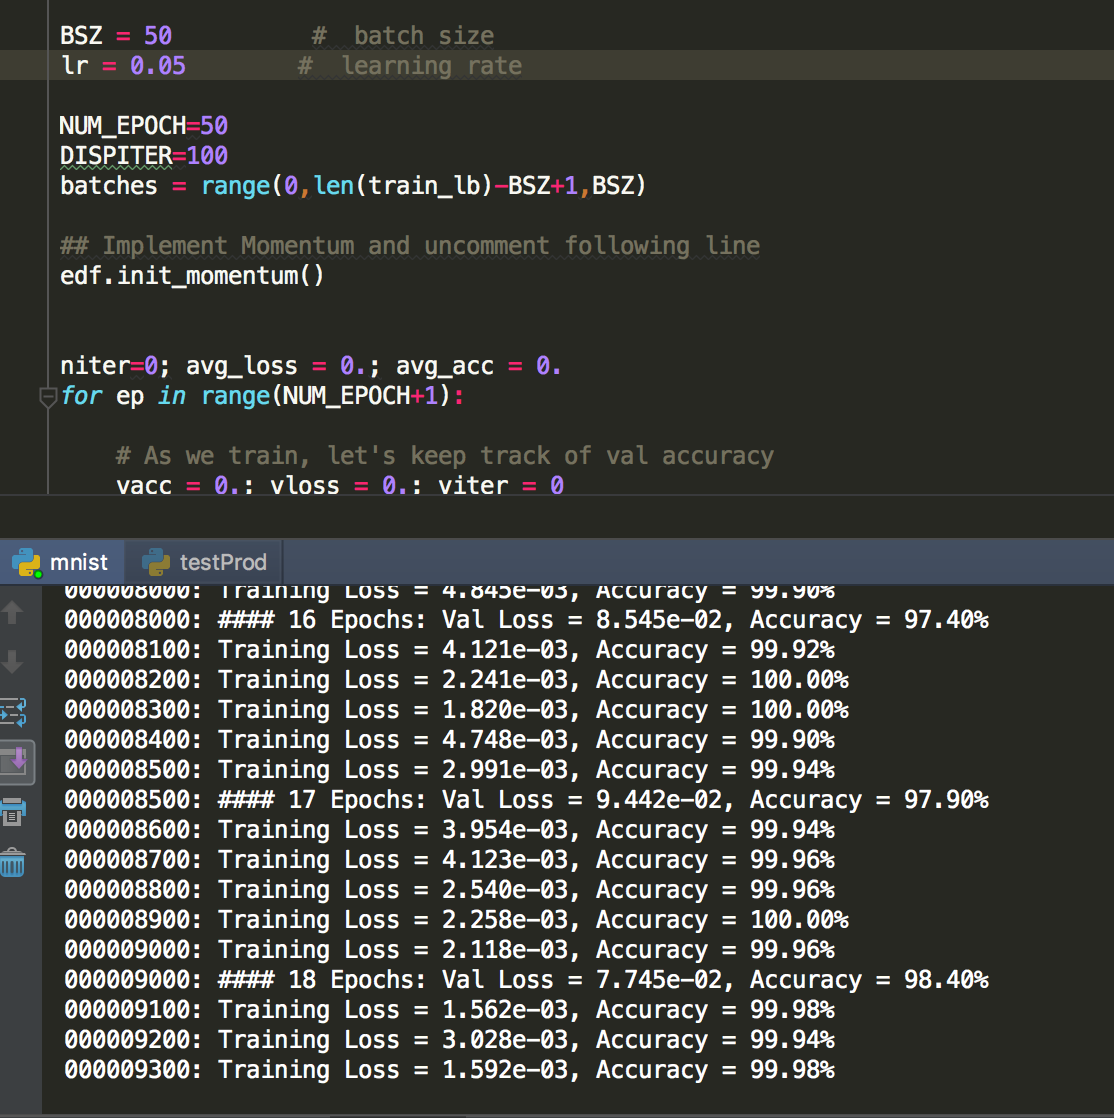 BSZ = 50          #  batch size
lr = 0.05        #  learning rate
NUM_EPOCH=50
DISPITER=100
batches = range(0,len(train_lb)-BSZ+1,BSZ)
## Implement Momentum and uncomment following line
edf.init_momentum()
niter=0; avg_loss = 0.; avg_acc = 0.
for ep in range(NUM_EPOCH+1):
    # As we train, let's keep track of val accuracy
    vacc = 0.; vloss = 0.; viter = 0
mnist testProd
000008000: Training Loss = 4.845e-03, Accuracy = 99.90%
000008000: #### 16 Epochs: Val Loss = 8.545e-02, Accuracy = 97.40%
000008100: Training Loss = 4.121e-03, Accuracy = 99.92%
000008200: Training Loss = 2.241e-03, Accuracy = 100.00%
000008300: Training Loss = 1.820e-03, Accuracy = 100.00%
000008400: Training Loss = 4.748e-03, Accuracy = 99.90%
000008500: Training Loss = 2.991e-03, Accuracy = 99.94%
000008500: #### 17 Epochs: Val Loss = 9.442e-02, Accuracy = 97.90%
000008600: Training Loss = 3.954e-03, Accuracy = 99.94%
000008700: Training Loss = 4.123e-03, Accuracy = 99.96%
000008800: Training Loss = 2.540e-03, Accuracy = 99.96%
000008900: Training Loss = 2.258e-03, Accuracy = 100.00%
000009000: Training Loss = 2.118e-03, Accuracy = 99.96%
000009000: #### 18 Epochs: Val Loss = 7.745e-02, Accuracy = 98.40%
000009100: Training Loss = 1.562e-03, Accuracy = 99.98%
000009200: Training Loss = 3.028e-03, Accuracy = 99.94%
000009300: Training Loss = 1.592e-03, Accuracy = 99.98%